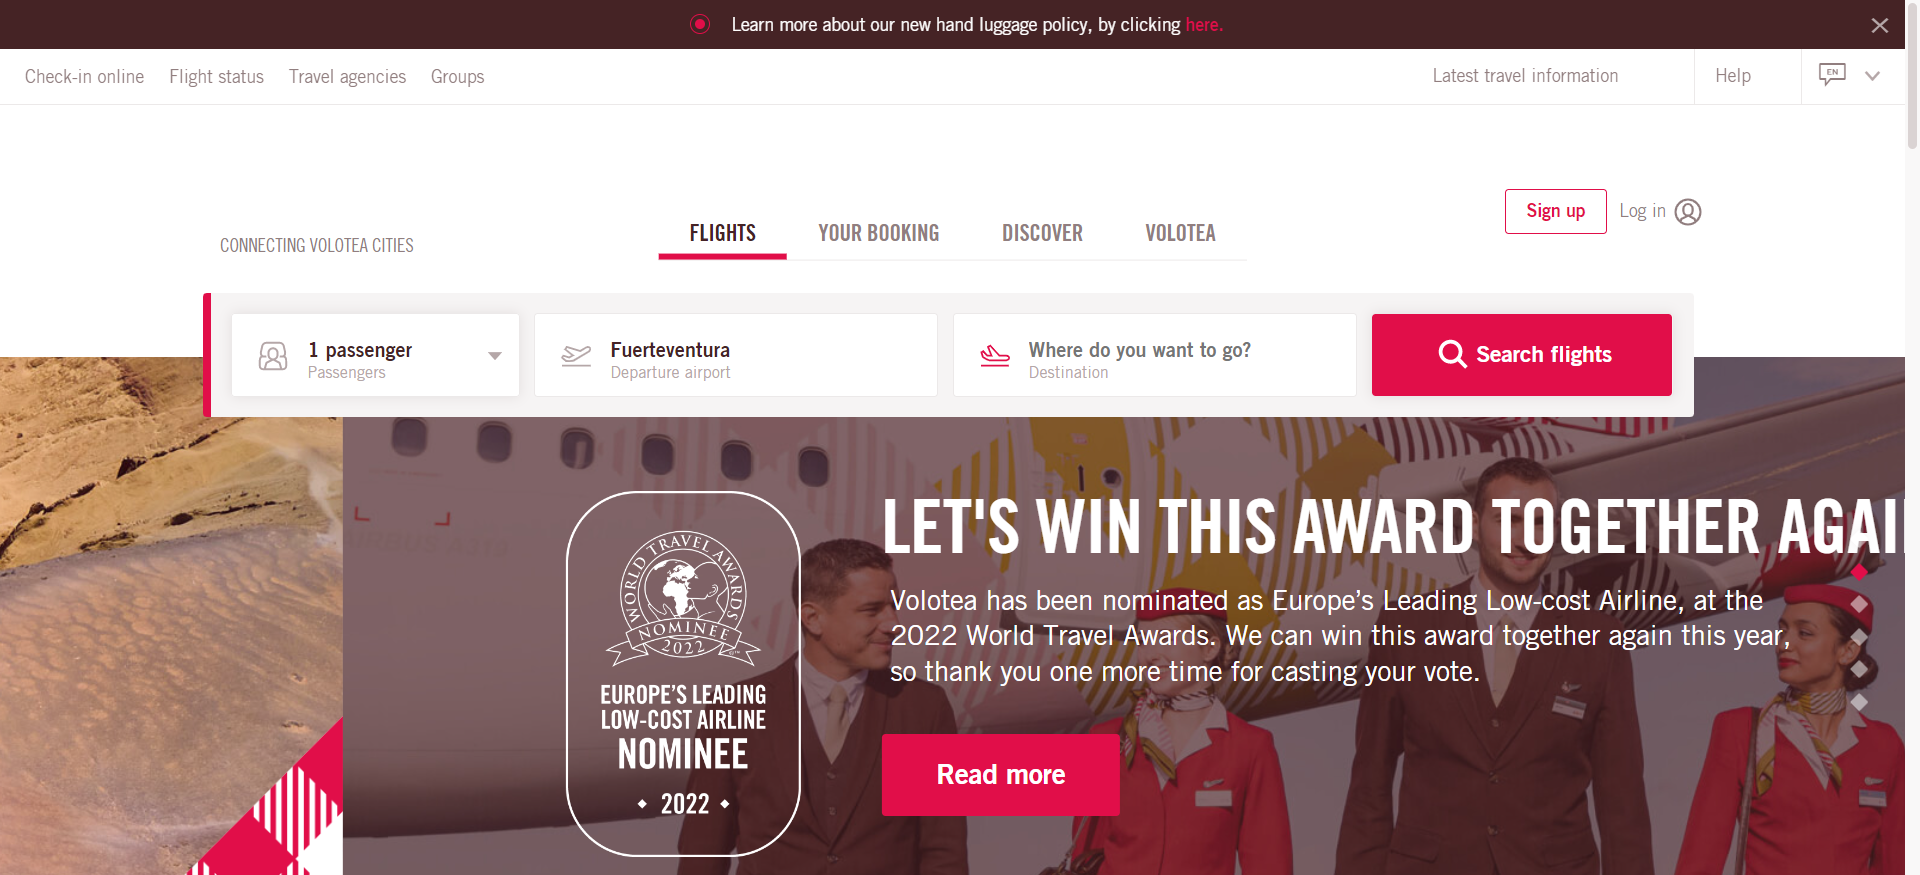 Learn more about our new hand luggage policy, by clicking here.
Check-in online Flight status Travel agencies Groups Latest travel information Help EN
Sign up Log in
CONNECTING VOLOTEA CITIES FLIGHTS YOUR BOOKING DISCOVER VOLOTEA
1 passenger
Passengers
Fuerteventura
Departure airport
Where do you want to go?
Destination
Search flights
WORLD TRAVEL AWARDS
NOMINEE
2022
EUROPE'S LEADING
LOW-COST AIRLINE
NOMINEE
2022
LET'S WIN THIS AWARD TOGETHER AGAI
Volotea has been nominated as Europe’s Leading Low-cost Airline, at the
2022 World Travel Awards. We can win this award together again this year,
so thank you one more time for casting your vote.
Read more